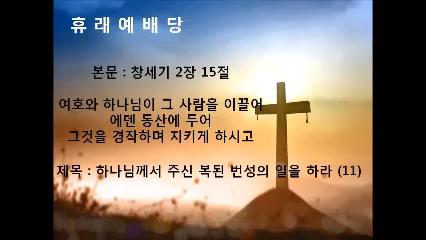 휴 래 예 배 당
본문 : 창세기 2장 15절
여호와 하나님이 그 사람을 이끌어
에덴 동산에 두어
그것을 경작하며 지키게 하시고
제목 : 하나님께서 주신 복된 번성의 일을 하라 (11)